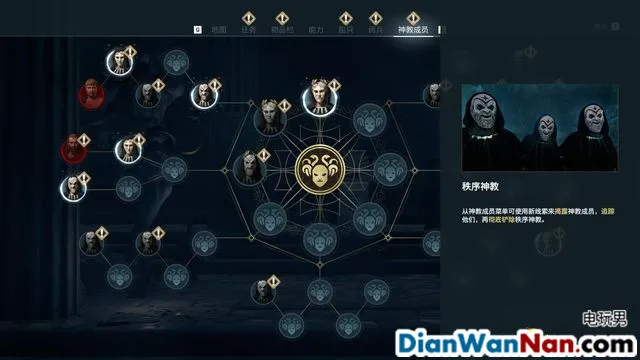 Q 地图 任务 物品栏 能力 船只 佣兵 神教成员
秩序神教
从神教成员菜单可使用新线索来揭露神教成员，追踪
他们，再彻底铲除秩序神教。
电玩男
DianWanNan.com